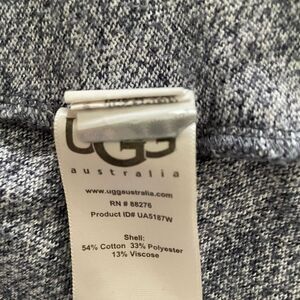 UGG
australia
www.uggaustralia.com
RN # 88276
Product ID# UA5187W
Shell:
54% Cotton 33% Polyester
13% Viscose